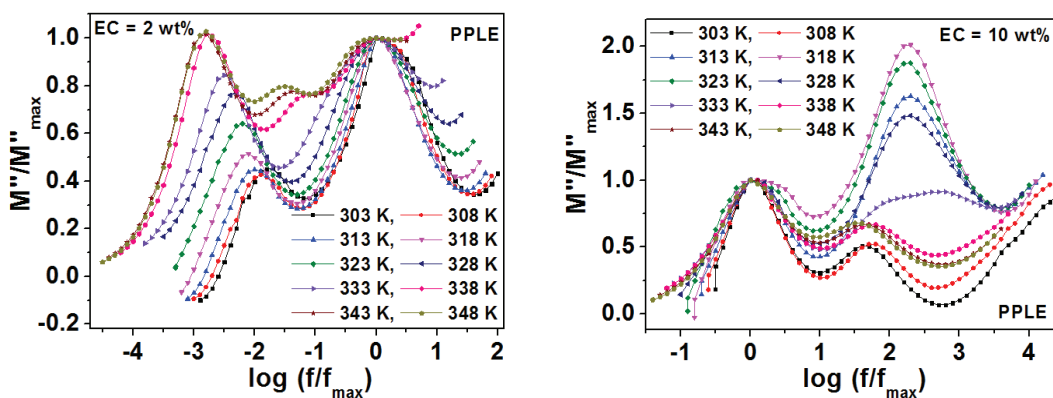 EC = 2 wt%
PPLE
M"/M"max
1.0
0.8
0.6
0.4
0.2
0.0
-0.2
303 K, 308 K
313 K, 318 K
323 K, 328 K
333 K, 338 K
343 K, 348 K
-4 -3 -2 -1 0 1 2
log (f/fmax)
303 K, 308 K
313 K, 318 K
323 K, 328 K
333 K, 338 K
343 K, 348 K
EC = 10 wt%
M"/M"max
2.0
1.5
1.0
0.5
0.0
PPLE
-1 0 1 2 3 4
log (f/fmax)